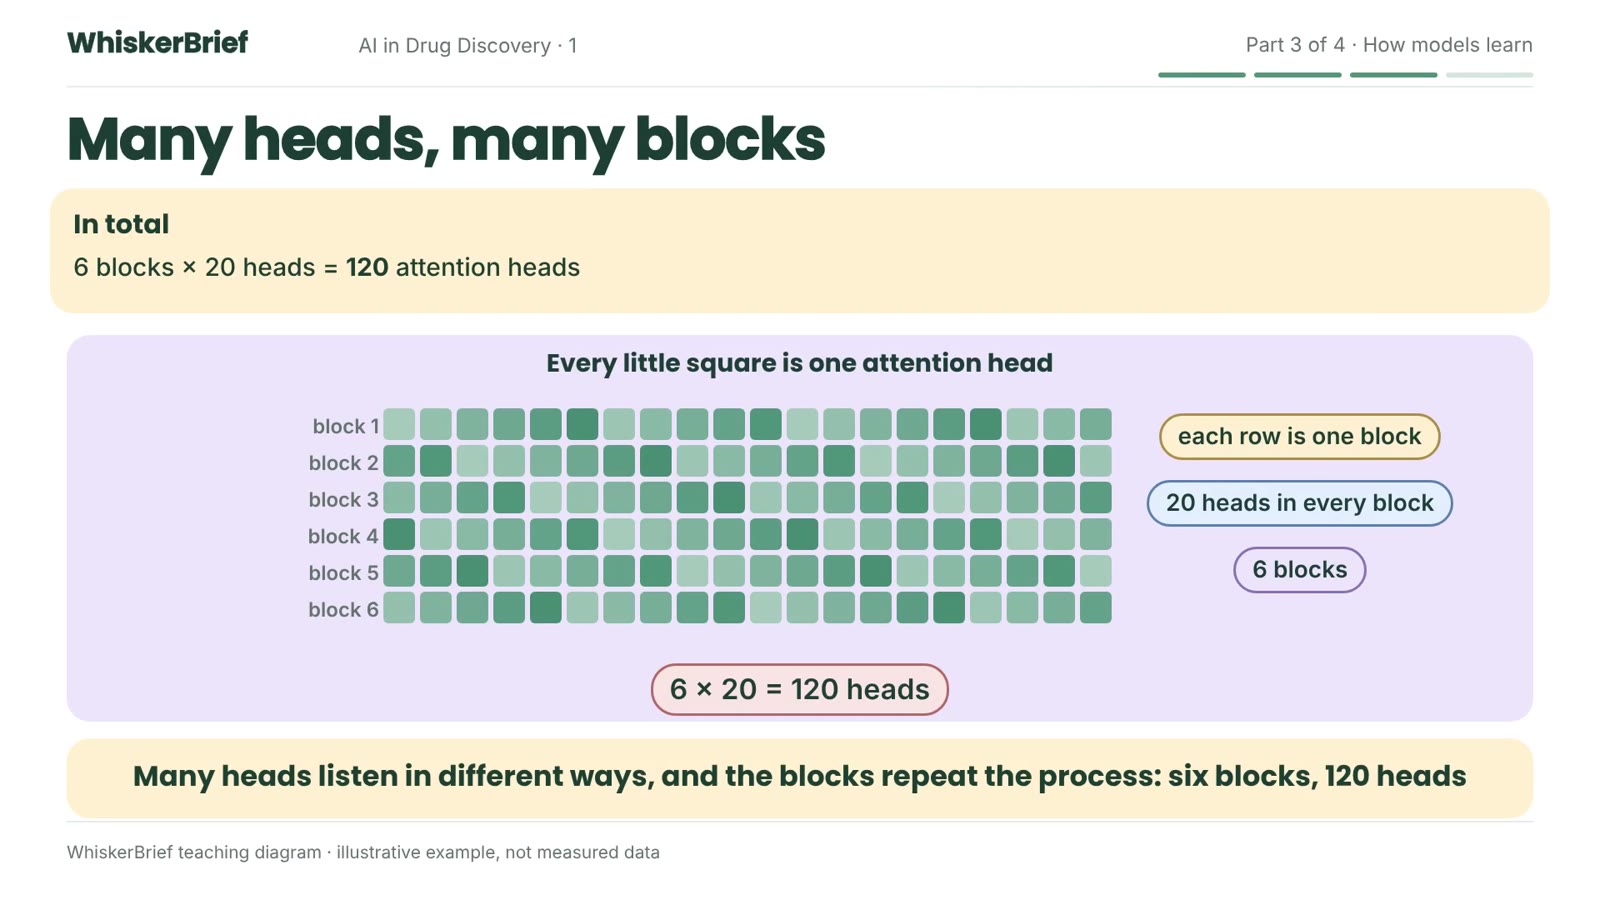 WhiskerBrief
AI in Drug Discovery · 1
Part 3 of 4 · How models learn
Many heads, many blocks
In total
6 blocks × 20 heads = 120 attention heads
Every little square is one attention head
block 1
block 2
block 3
block 4
block 5
block 6
each row is one block
20 heads in every block
6 blocks
6 × 20 = 120 heads
Many heads listen in different ways, and the blocks repeat the process: six blocks, 120 heads
WhiskerBrief teaching diagram · illustrative example, not measured data